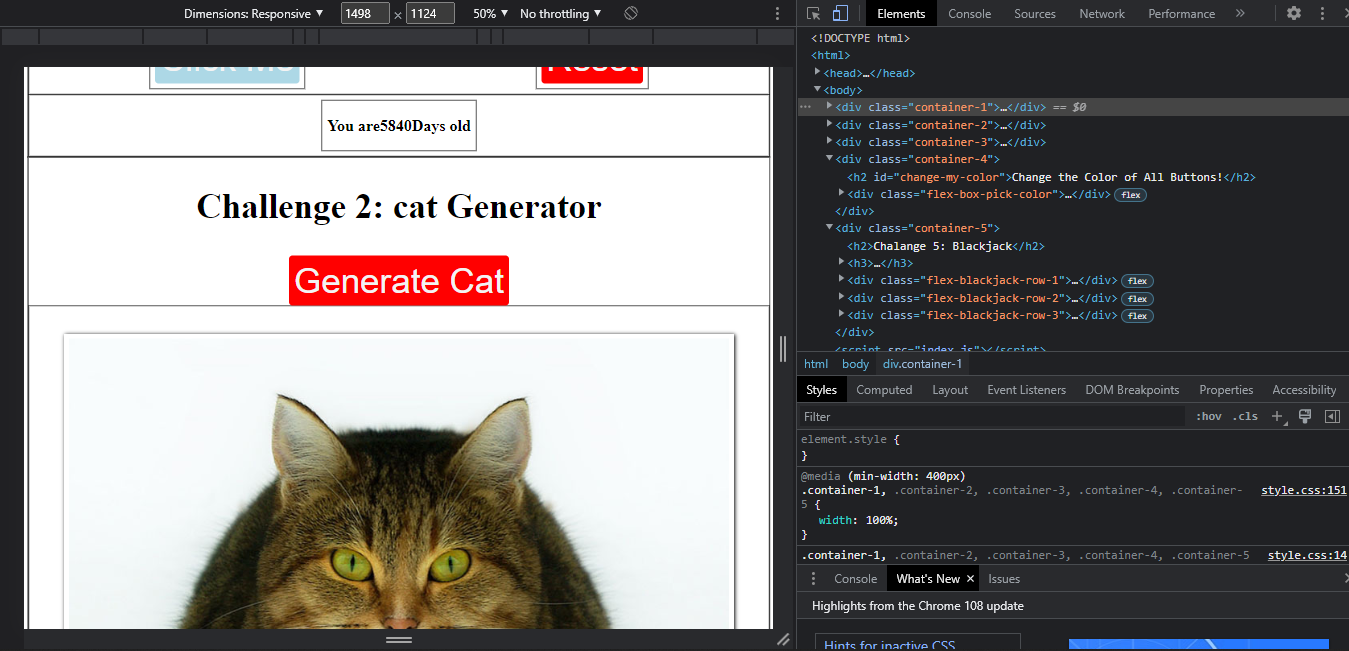 Dimensions: Responsive ▼ 1498 × 1124 50% ▼ No throttling ▼
Elements Console Sources Network Performance »
Click Me Reset
You are5840Days old
Challenge 2: cat Generator
Generate Cat
<!DOCTYPE html>
<html>
<head>…</head>
<body>
<div class="container-1">…</div> == $0
<div class="container-2">…</div>
<div class="container-3">…</div>
<div class="container-4">
<h2 id="change-my-color">Change the Color of All Buttons!</h2>
<div class="flex-box-pick-color">…</div> flex
</div>
<div class="container-5">
<h2>Chalange 5: Blackjack</h2>
<h3>…</h3>
<div class="flex-blackjack-row-1">…</div> flex
<div class="flex-blackjack-row-2">…</div> flex
<div class="flex-blackjack-row-3">…</div> flex
</div>
<script src="index.js"></script>
html body div.container-1
Styles Computed Layout Event Listeners DOM Breakpoints Properties Accessibility
Filter :hov .cls
element.style {
}
@media (min-width: 400px)
.container-1, .container-2, .container-3, .container-4, .container- style.css:151
5 {
width: 100%;
}
.container-1, .container-2, .container-3, .container-4, .container-5 style.css:14
Console What's New × Issues
Highlights from the Chrome 108 update
Hints for inactive CSS